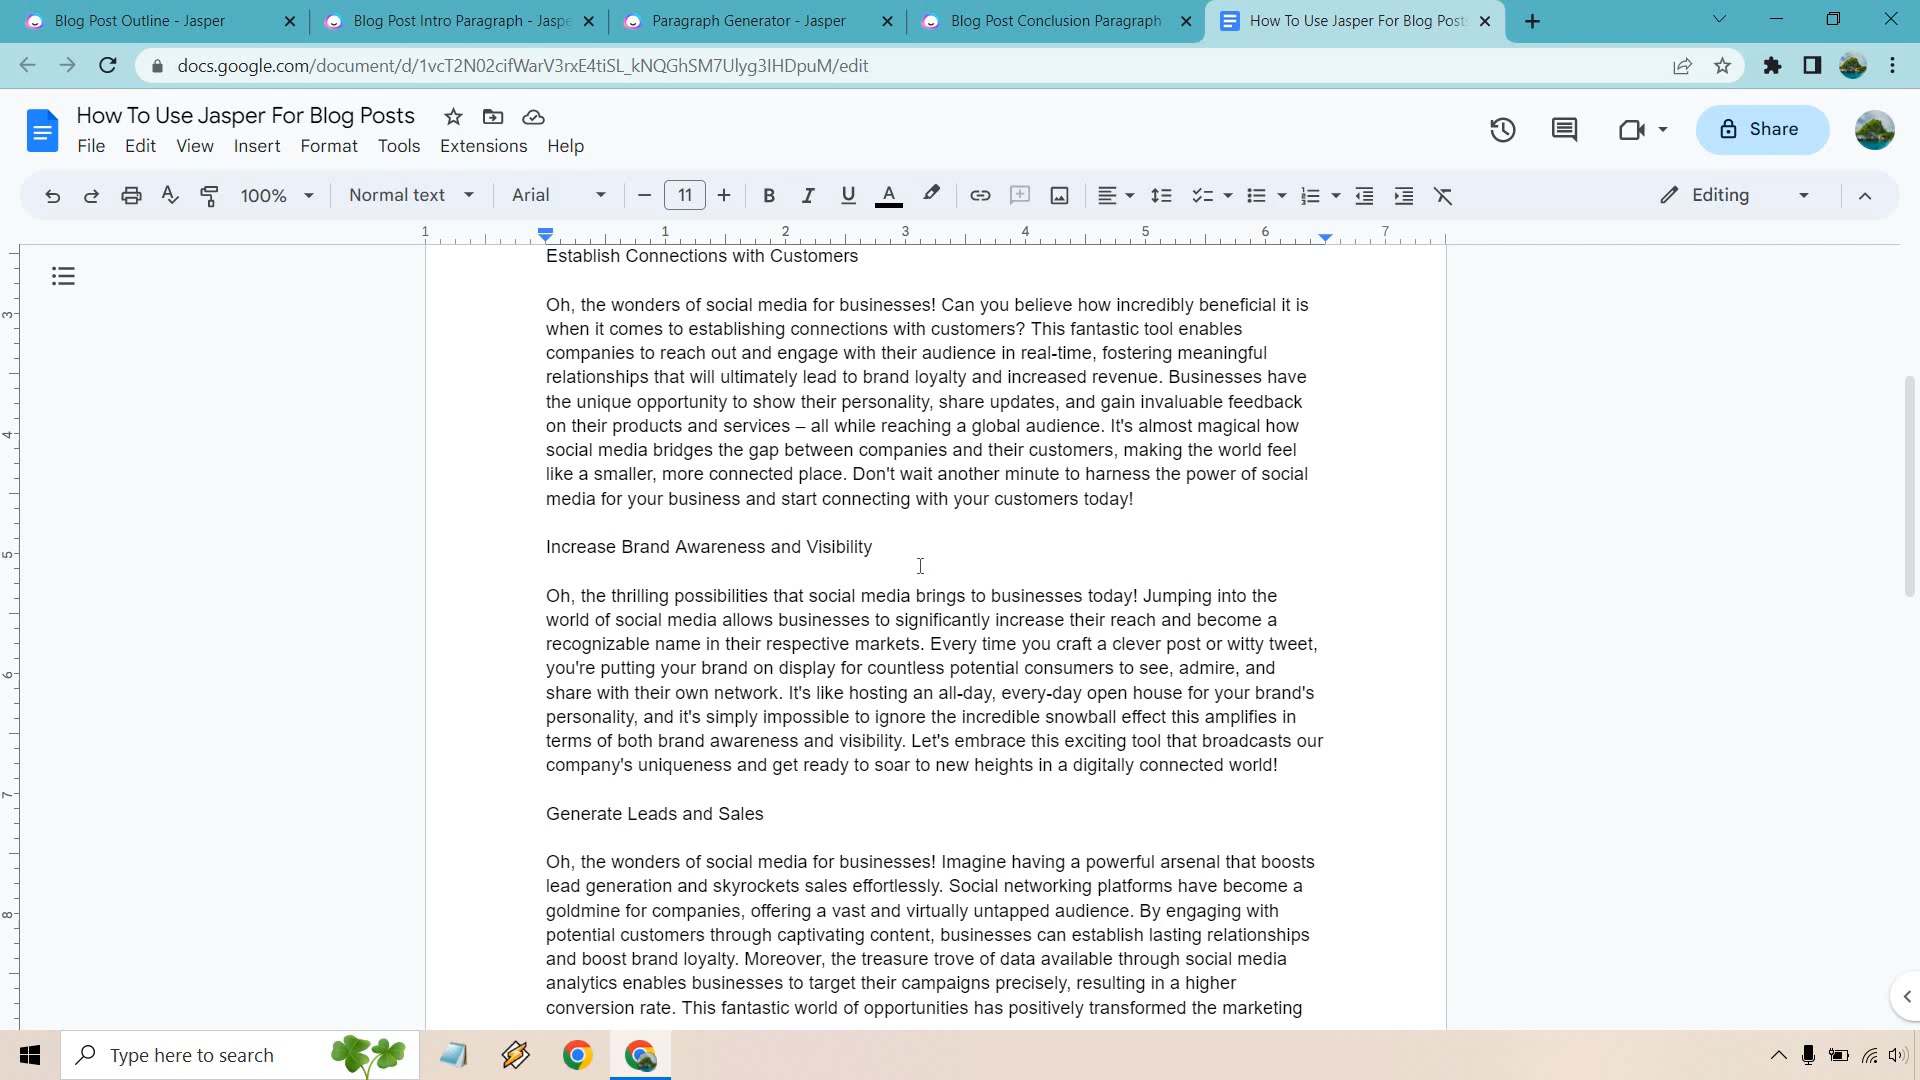 Blog Post Outline - Jasper
Blog Post Intro Paragraph - Jaspe
Paragraph Generator - Jasper
Blog Post Conclusion Paragraph
How To Use Jasper For Blog Posts
docs.google.com/document/d/1vcT2N02cifWarV3rxE4tiSL_kNQGhSM7Ulyg3IHDpuM/edit
How To Use Jasper For Blog Posts
File Edit View Insert Format Tools Extensions Help
Share
100% Normal text Arial 11 B I U A Editing
1 1 2 3 4 5 6 7
Establish Connections with Customers
Oh, the wonders of social media for businesses! Can you believe how incredibly beneficial it is
when it comes to establishing connections with customers? This fantastic tool enables
companies to reach out and engage with their audience in real-time, fostering meaningful
relationships that will ultimately lead to brand loyalty and increased revenue. Businesses have
the unique opportunity to show their personality, share updates, and gain invaluable feedback
on their products and services – all while reaching a global audience. It's almost magical how
social media bridges the gap between companies and their customers, making the world feel
like a smaller, more connected place. Don't wait another minute to harness the power of social
media for your business and start connecting with your customers today!
Increase Brand Awareness and Visibility
Oh, the thrilling possibilities that social media brings to businesses today! Jumping into the
world of social media allows businesses to significantly increase their reach and become a
recognizable name in their respective markets. Every time you craft a clever post or witty tweet,
you're putting your brand on display for countless potential consumers to see, admire, and
share with their own network. It's like hosting an all-day, every-day open house for your brand's
personality, and it's simply impossible to ignore the incredible snowball effect this amplifies in
terms of both brand awareness and visibility. Let's embrace this exciting tool that broadcasts our
company's uniqueness and get ready to soar to new heights in a digitally connected world!
Generate Leads and Sales
Oh, the wonders of social media for businesses! Imagine having a powerful arsenal that boosts
lead generation and skyrockets sales effortlessly. Social networking platforms have become a
goldmine for companies, offering a vast and virtually untapped audience. By engaging with
potential customers through captivating content, businesses can establish lasting relationships
and boost brand loyalty. Moreover, the treasure trove of data available through social media
analytics enables businesses to target their campaigns precisely, resulting in a higher
conversion rate. This fantastic world of opportunities has positively transformed the marketing
3
4
5
6
7
8
Type here to search